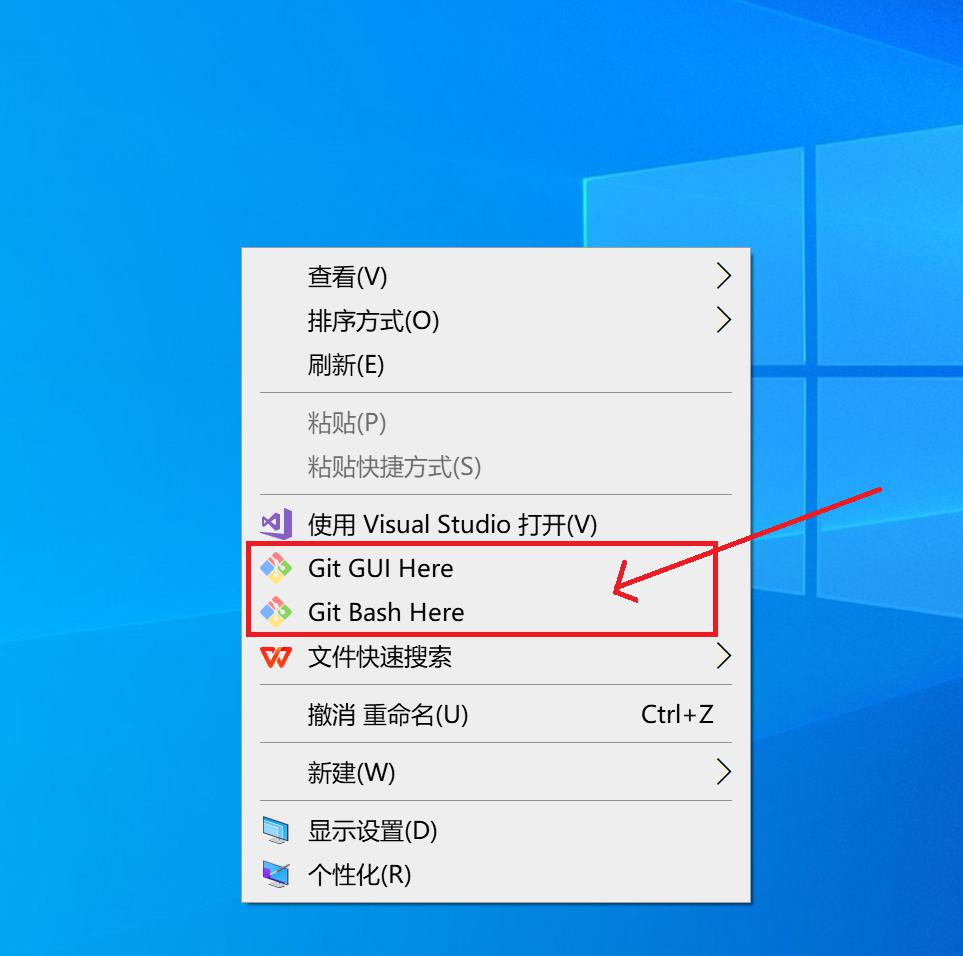 查看(V)
排序方式(O)
刷新(E)
粘贴(P)
粘贴快捷方式(S)
使用 Visual Studio 打开(V)
Git GUI Here
Git Bash Here
文件快速搜索
撤消 重命名(U) Ctrl+Z
新建(W)
显示设置(D)
个性化(R)